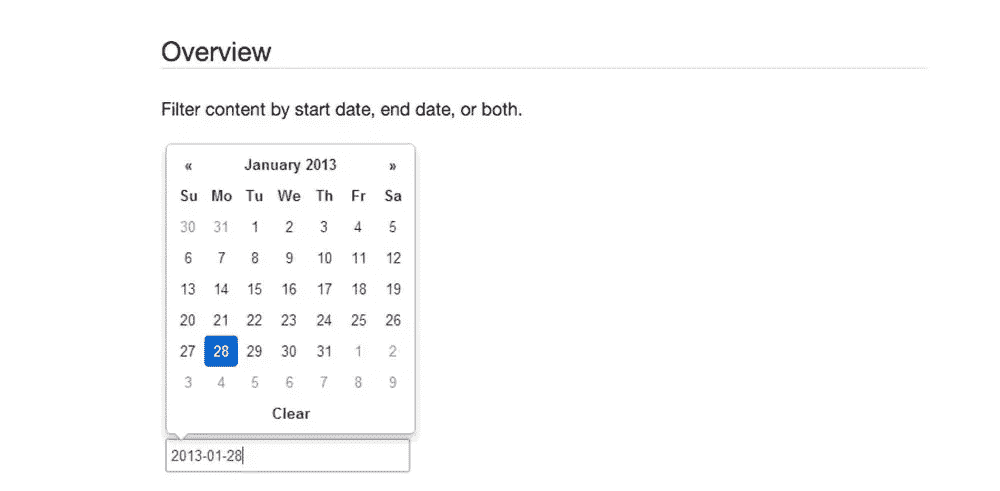 Overview
Filter content by start date, end date, or both.
« January 2013 »
Su Mo Tu We Th Fr Sa
30 31 1 2 3 4 5
6 7 8 9 10 11 12
13 14 15 16 17 18 19
20 21 22 23 24 25 26
27 28 29 30 31 1 2
3 4 5 6 7 8 9
Clear
2013-01-28